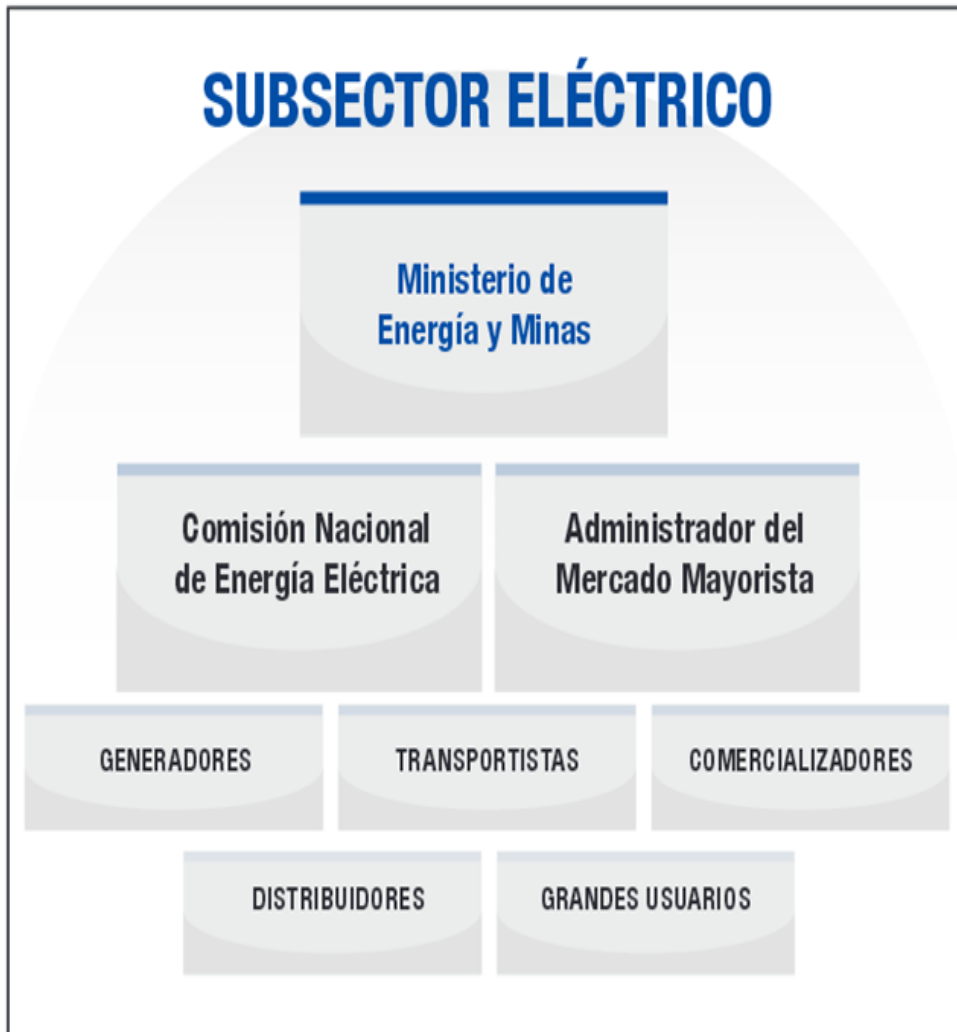 SUBSECTOR ELÉCTRICO
Ministerio de
Energía y Minas
Comisión Nacional
de Energía Eléctrica
Administrador del
Mercado Mayorista
GENERADORES
TRANSPORTISTAS
COMERCIALIZADORES
DISTRIBUIDORES
GRANDES USUARIOS